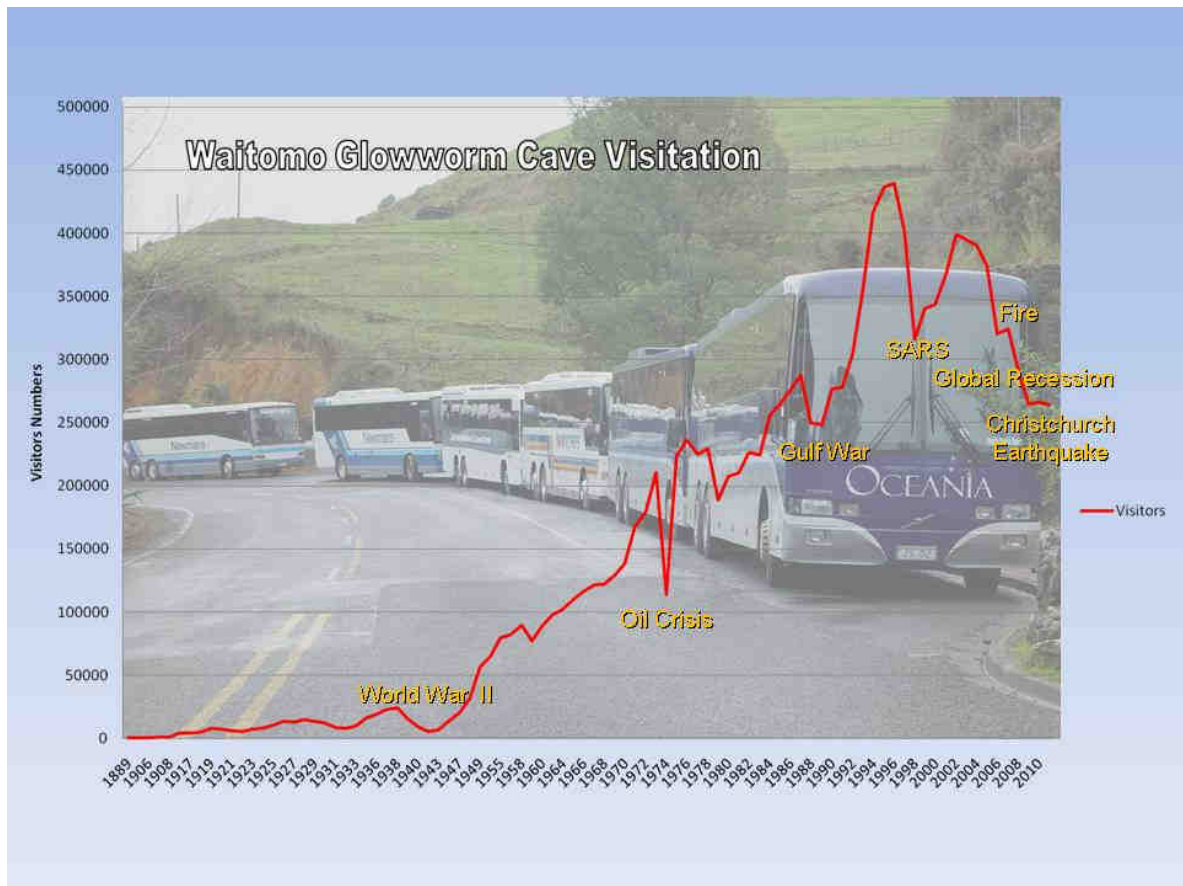 Waitomo Glowworm Cave Visitation
500000
450000
400000
350000
300000
250000
200000
150000
100000
50000
0
Visitors Numbers
Fire
SARS
Global Recession
Christchurch
Earthquake
Gulf War
OCEANIA
Visitors
Oil Crisis
World War II
1889 1906 1908 1917 1919 1921 1923 1925 1927 1929 1931 1933 1936 1938 1940 1943 1947 1949 1955 1958 1960 1964 1966 1968 1970 1972 1974 1976 1978 1980 1982 1984 1986 1988 1990 1992 1994 1996 1998 2000 2002 2004 2006 2008 2010